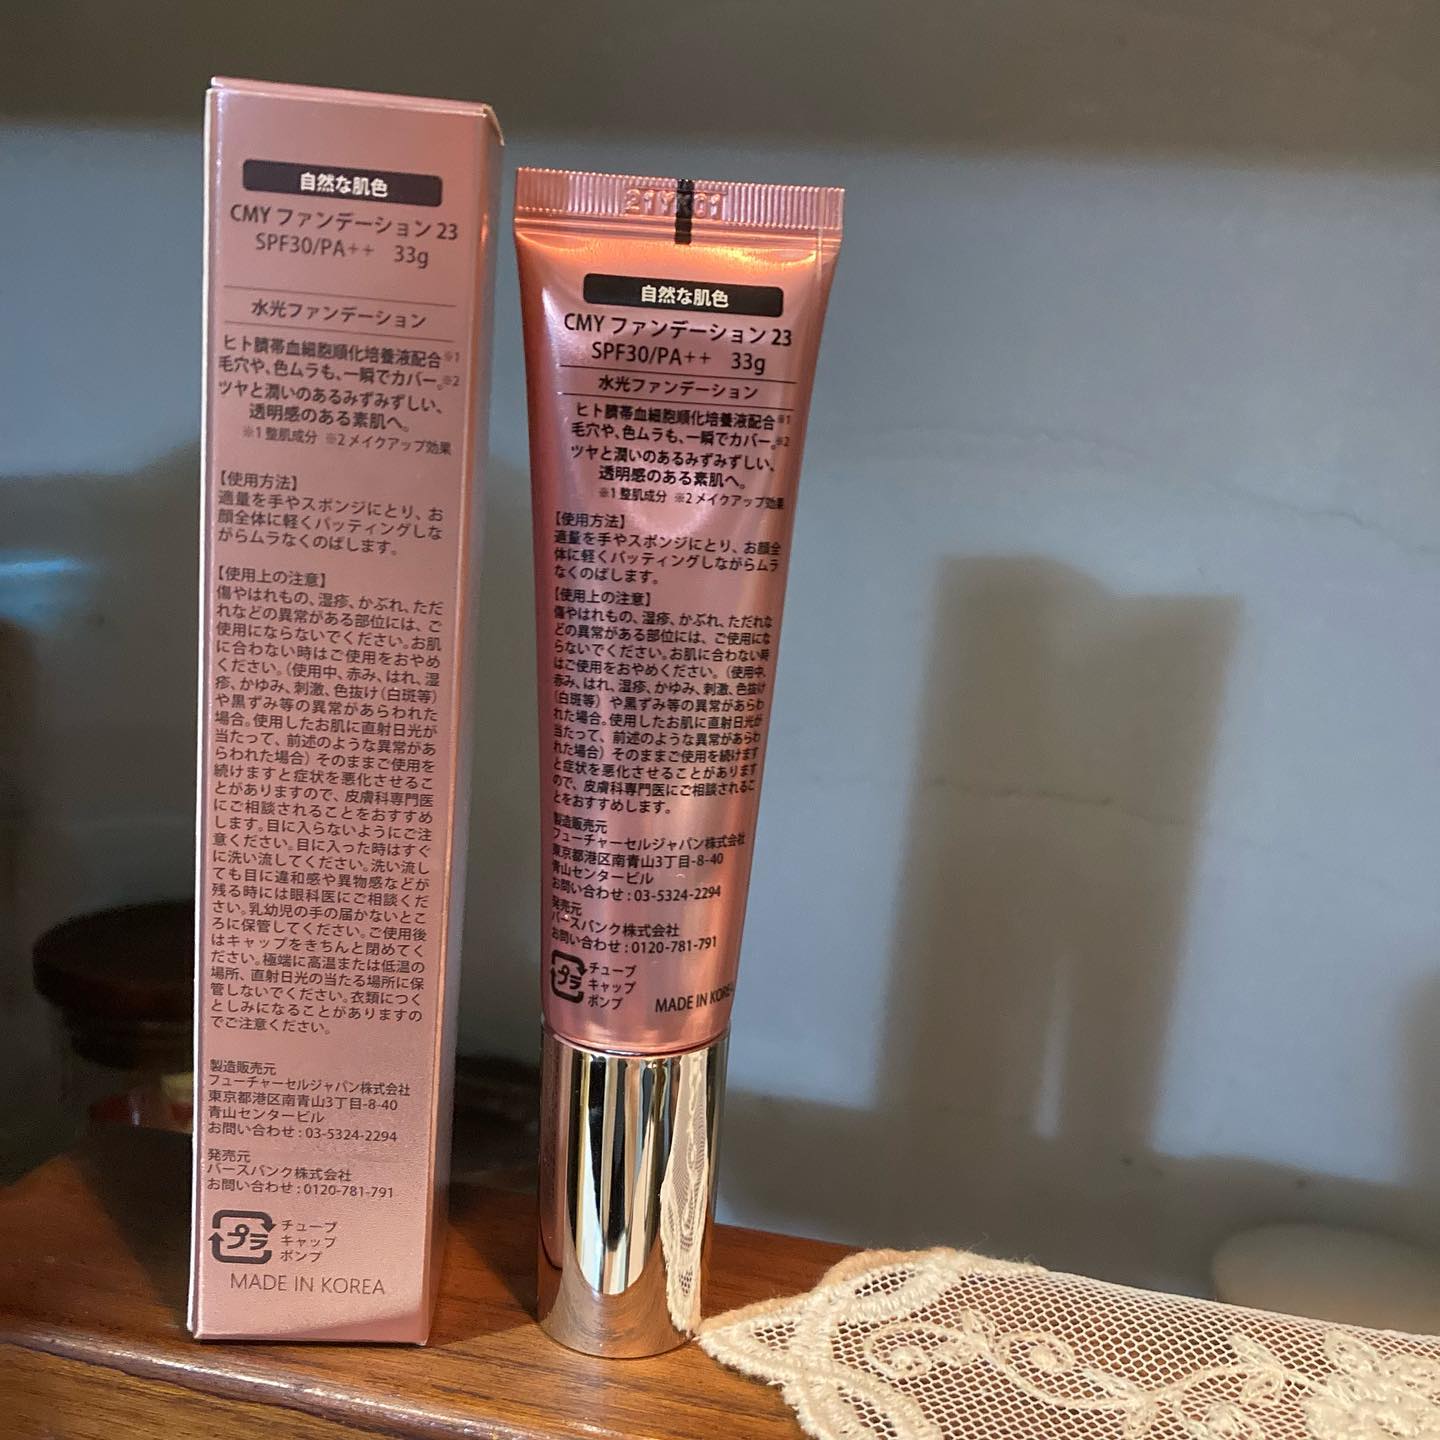 自然な肌色
CMY ファンデーション 23
SPF30/PA++ 33g
水光ファンデーション
ヒト臍帯血細胞順化培養液配合※1
毛穴や、色ムラも、一瞬でカバー。※2
ツヤと潤いのあるみずみずしい、
透明感のある素肌へ。
※1 整肌成分 ※2 メイクアップ効果
【使用方法】
適量を手やスポンジにとり、お
顔全体に軽くパッティングしな
がらムラなくのばします。
【使用上の注意】
傷やはれもの、湿疹、かぶれ、ただ
れなどの異常がある部位には、ご
使用にならないでください。お肌
に合わない時はご使用をおやめ
ください。（使用中、赤み、はれ、湿
疹、かゆみ、刺激、色抜け（白斑等）
や黒ずみ等の異常があらわれた
場合。使用したお肌に直射日光が
当たって、前述のような異常があ
らわれた場合）そのままご使用を
続けますと症状を悪化させるこ
とがありますので、皮膚科専門医
にご相談されることをおすすめ
します。目に入らないようにご注
意ください。目に入った時はすぐ
に洗い流してください。洗い流し
ても目に違和感や異物感などが
残る時には眼科医にご相談くだ
さい。乳幼児の手の届かないとこ
ろに保管してください。ご使用後
はキャップをきちんと閉めてく
ださい。極端に高温または低温の
場所、直射日光の当たる場所に保
管しないでください。衣類につく
としみになることがありますの
でご注意ください。
製造販売元
フューチャーセルジャパン株式会社
東京都港区南青山3丁目-8-40
青山センタービル
お問い合わせ : 03-5324-2294
発売元
バースバンク株式会社
お問い合わせ : 0120-781-791
プラ
チューブ
キャップ
ポンプ
MADE IN KOREA
自然な肌色
CMY ファンデーション 23
SPF30/PA++ 33g
水光ファンデーション
ヒト臍帯血細胞順化培養液配合※1
毛穴や、色ムラも、一瞬でカバー。※2
ツヤと潤いのあるみずみずしい、
透明感のある素肌へ。
※1 整肌成分 ※2 メイクアップ効果
【使用方法】
適量を手やスポンジにとり、お顔全
体に軽くパッティングしながらムラ
なくのばします。
【使用上の注意】
傷やはれもの、湿疹、かぶれ、ただれな
どの異常がある部位には、ご使用にな
らないでください。お肌に合わない時
はご使用をおやめください。（使用中、
赤み、はれ、湿疹、かゆみ、刺激、色抜け
（白斑等）や黒ずみ等の異常があらわ
れた場合。使用したお肌に直射日光が
当たって、前述のような異常があらわ
れた場合）そのままご使用を続けます
と症状を悪化させることがあります
ので、皮膚科専門医にご相談されるこ
とをおすすめします。
製造販売元
フューチャーセルジャパン株式会社
東京都港区南青山3丁目-8-40
青山センタービル
お問い合わせ : 03-5324-2294
発売元
バースバンク株式会社
お問い合わせ : 0120-781-791
プラ
チューブ
キャップ
ポンプ
MADE IN KOREA